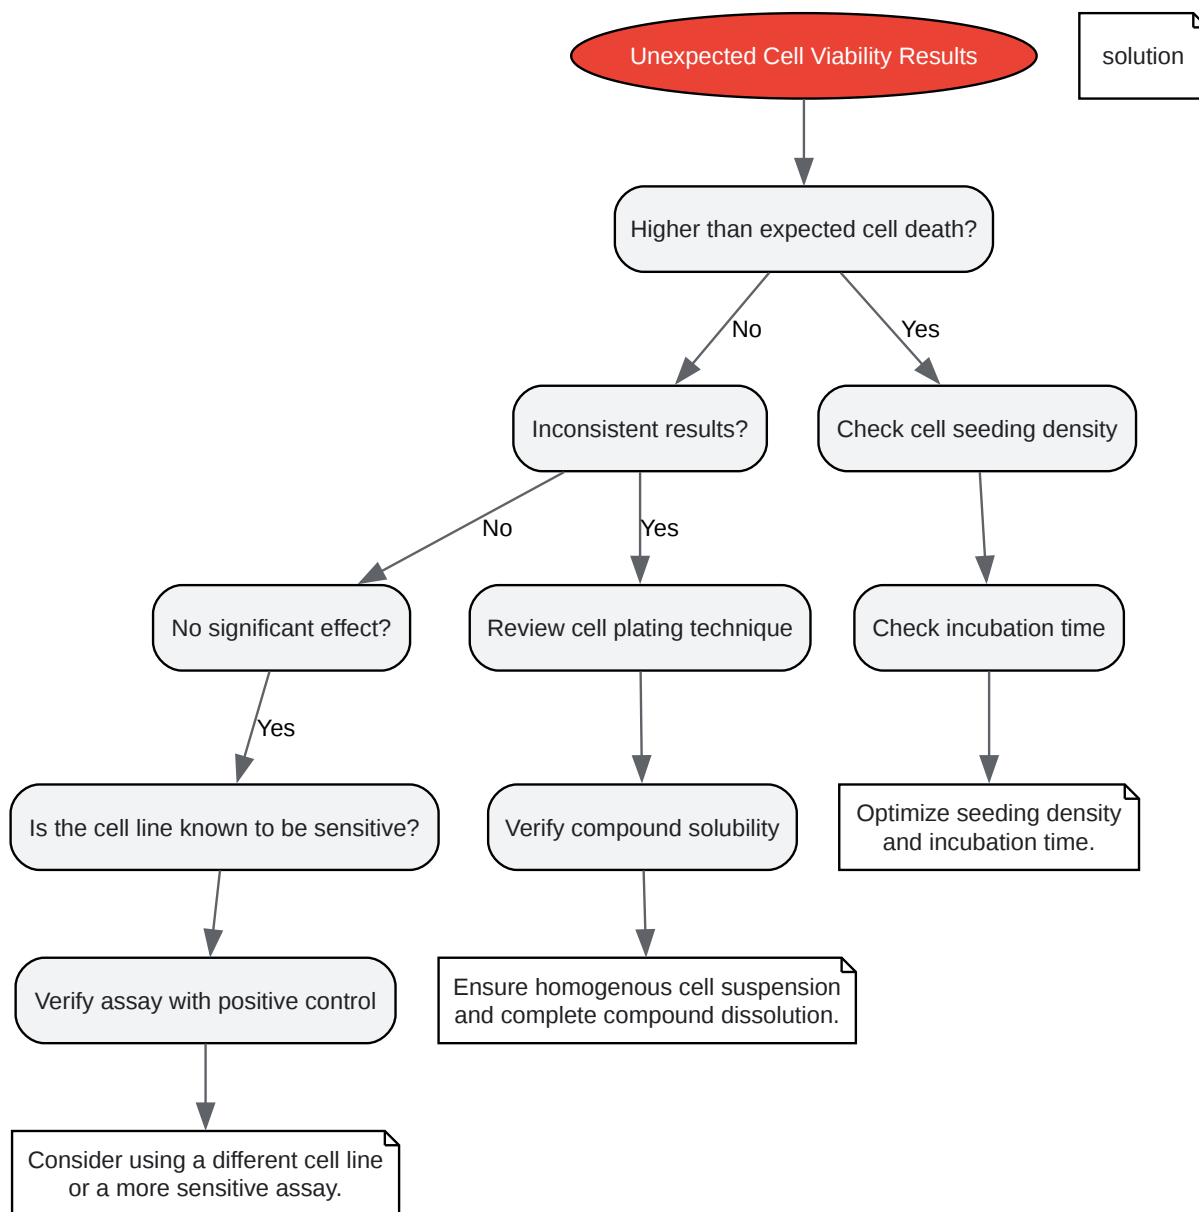 Unexpected Cell Viability Results
solution
Higher than expected cell death?
No
Yes
Inconsistent results?
Check cell seeding density
No
Yes
No significant effect?
Review cell plating technique
Check incubation time
Yes
Is the cell line known to be sensitive?
Verify compound solubility
Optimize seeding density
and incubation time.
Verify assay with positive control
Ensure homogenous cell suspension
and complete compound dissolution.
Consider using a different cell line
or a more sensitive assay.